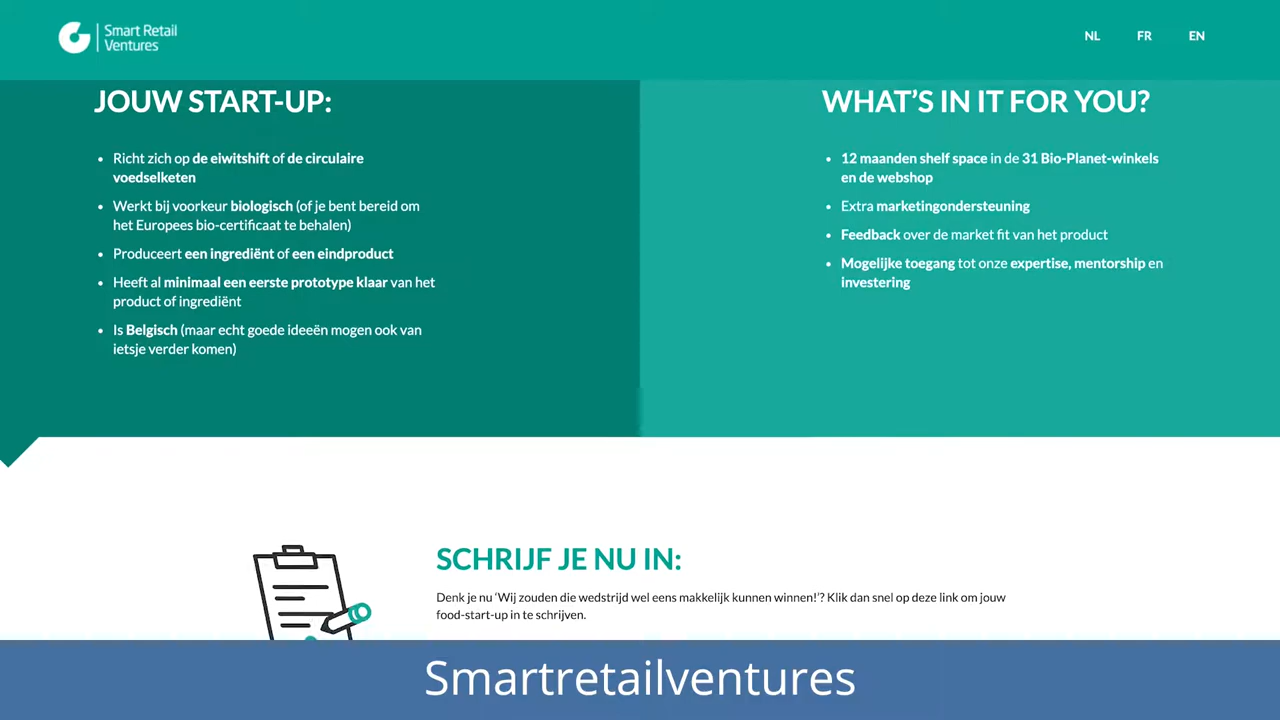 Smart Retail
Ventures
NL FR EN
JOUW START-UP:
• Richt zich op de eiwitshift of de circulaire
voedselketen
• Werkt bij voorkeur biologisch (of je bent bereid om
het Europees bio-certificaat te behalen)
• Produceert een ingrediënt of een eindproduct
• Heeft al minimaal een eerste prototype klaar van het
product of ingrediënt
• Is Belgisch (maar echt goede ideeën mogen ook van
ietsje verder komen)
WHAT'S IN IT FOR YOU?
• 12 maanden shelf space in de 31 Bio-Planet-winkels
en de webshop
• Extra marketingondersteuning
• Feedback over de market fit van het product
• Mogelijke toegang tot onze expertise, mentorship en
investering
SCHRIJF JE NU IN:
Denk je nu ‘Wij zouden die wedstrijd wel eens makkelijk kunnen winnen!’? Klik dan snel op deze link om jouw
food-start-up in te schrijven.
Smartretailventures